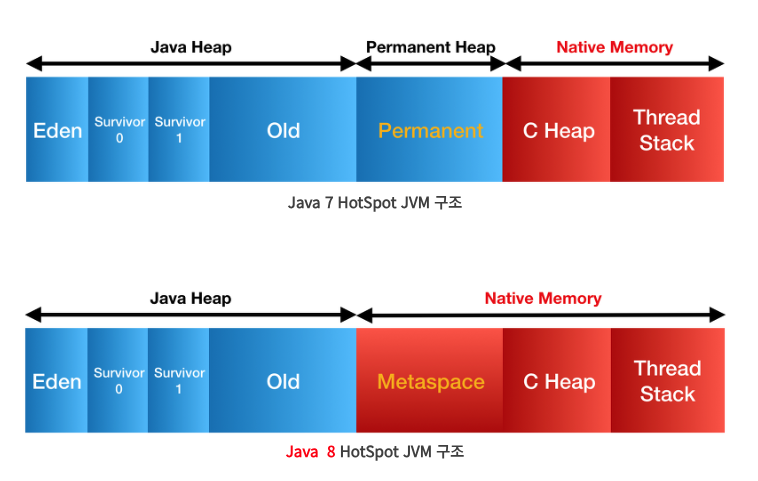 Java Heap Permanent Heap Native Memory
Eden Survivor 0 Survivor 1 Old Permanent C Heap Thread Stack
Java 7 HotSpot JVM 구조
Java Heap Native Memory
Eden Survivor 0 Survivor 1 Old Metaspace C Heap Thread Stack
Java 8 HotSpot JVM 구조